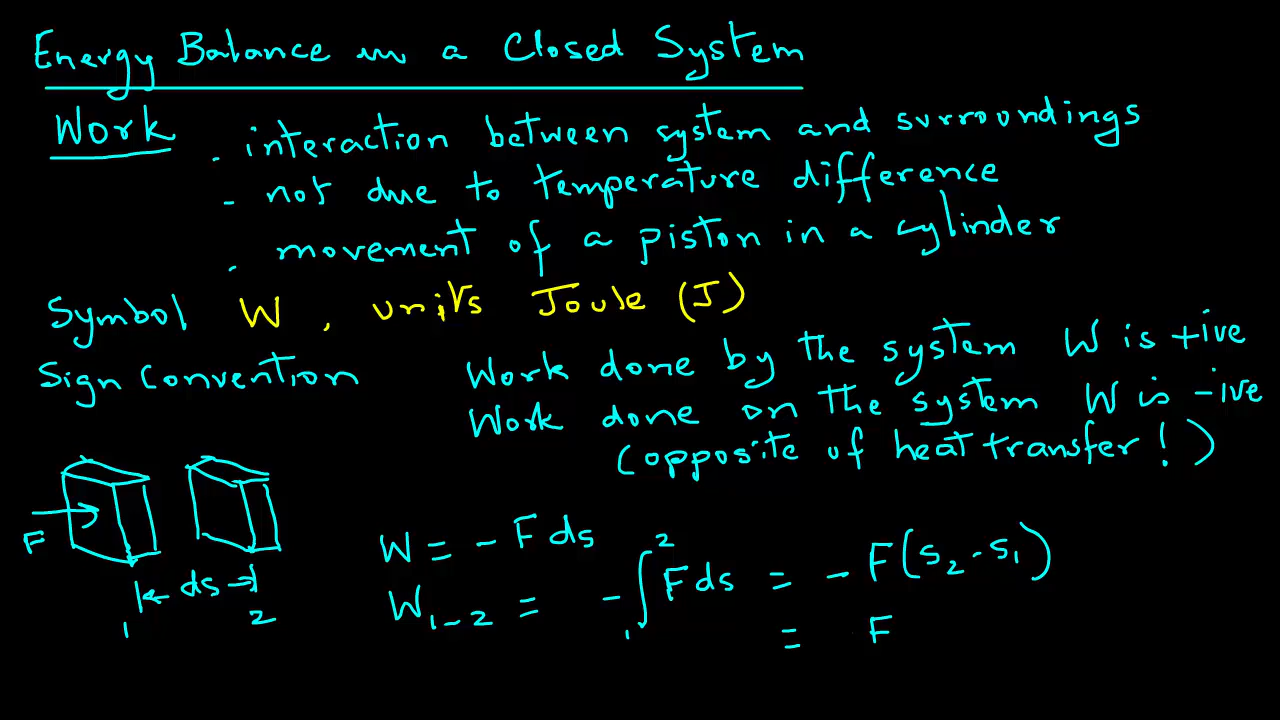 Energy Balance in a Closed System
Work
. interaction between system and surroundings
- not due to temperature difference
. movement of a piston in a cylinder
Symbol W , units Joule (J)
Sign Convention
Work done by the system W is +ive
Work done on the system W is -ive
(opposite of heat transfer!)
F
ds
1 2
W = - F ds
W₁₋₂ = - ∫₁² F ds = - F(s₂ - s₁)
= F